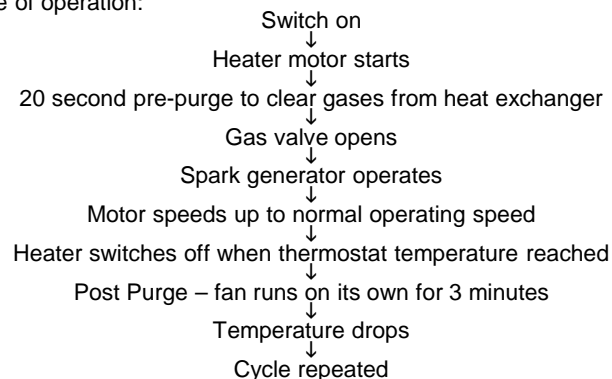 e of operation:
Switch on
↓
Heater motor starts
↓
20 second pre-purge to clear gases from heat exchanger
↓
Gas valve opens
↓
Spark generator operates
↓
Motor speeds up to normal operating speed
↓
Heater switches off when thermostat temperature reached
↓
Post Purge – fan runs on its own for 3 minutes
↓
Temperature drops
↓
Cycle repeated